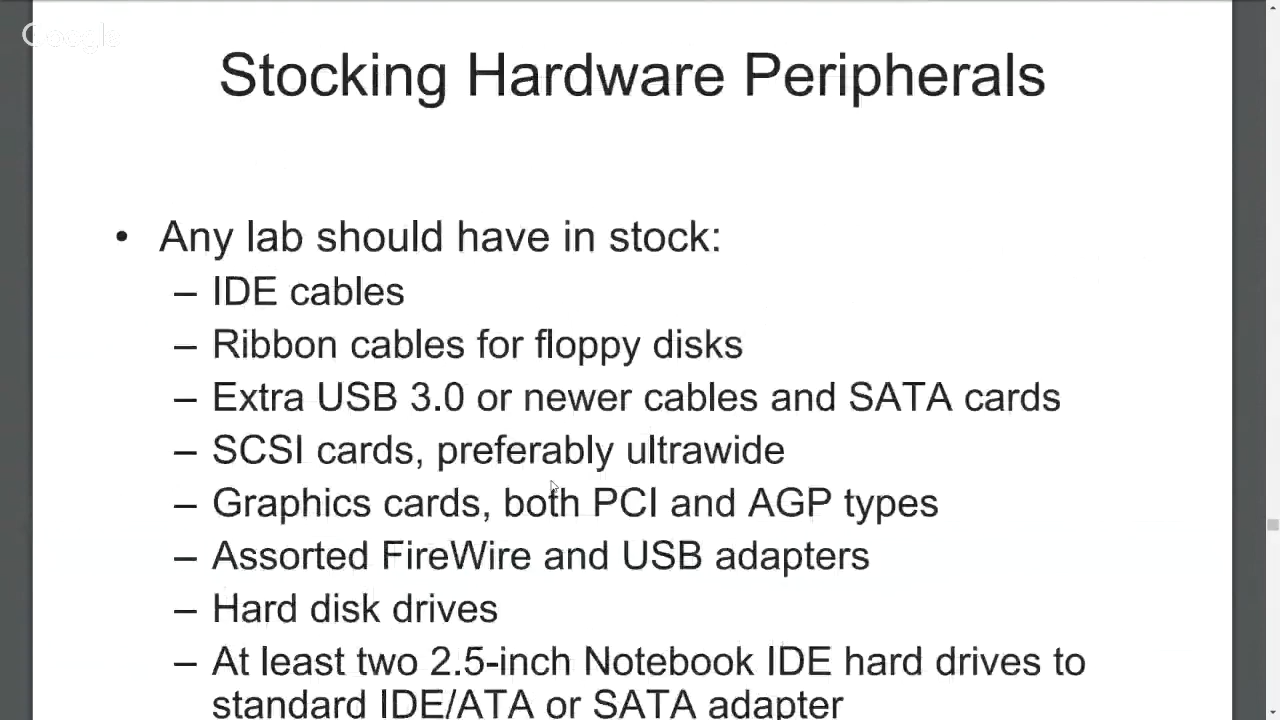 Google
Stocking Hardware Peripherals
• Any lab should have in stock:
– IDE cables
– Ribbon cables for floppy disks
– Extra USB 3.0 or newer cables and SATA cards
– SCSI cards, preferably ultrawide
– Graphics cards, both PCI and AGP types
– Assorted FireWire and USB adapters
– Hard disk drives
– At least two 2.5-inch Notebook IDE hard drives to
standard IDE/ATA or SATA adapter